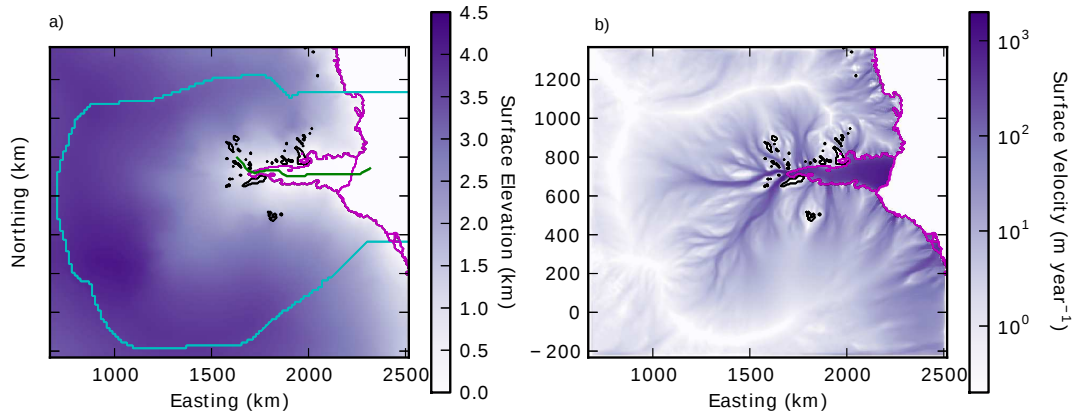 a)
Northing (km)
1000 1500 2000 2500
Easting (km)
4.5
4.0
3.5
3.0
2.5
2.0
1.5
1.0
0.5
0.0
Surface Elevation (km)
b)
1200
1000
800
600
400
200
0
−200
1000 1500 2000 2500
Easting (km)
10³
10²
10¹
10⁰
Surface Velocity (m year⁻¹)